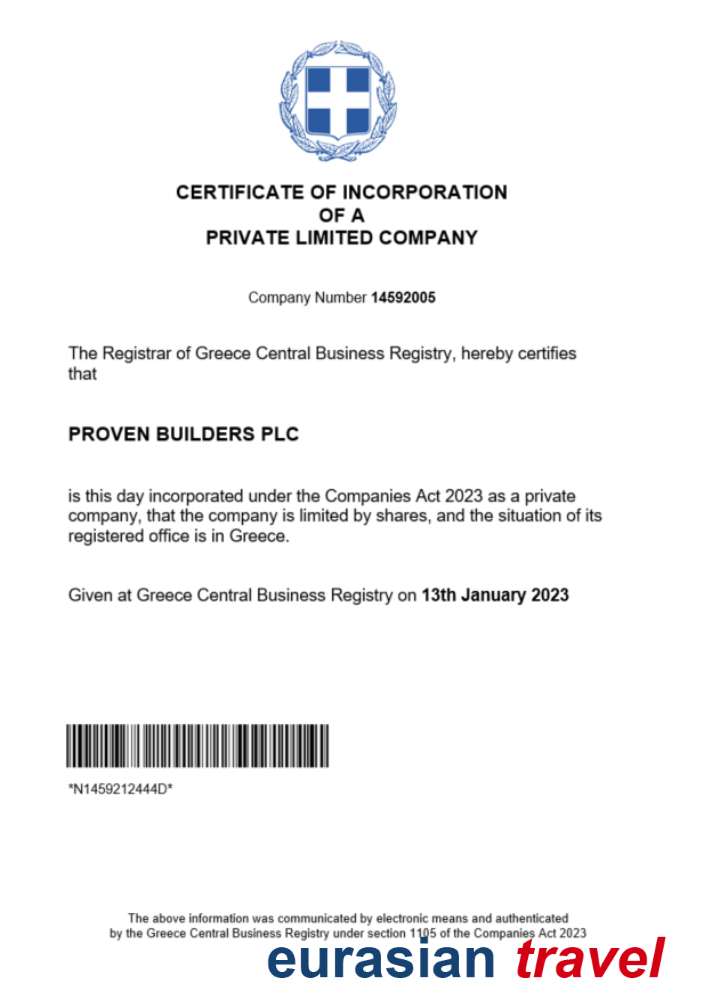 CERTIFICATE OF INCORPORATION
OF A
PRIVATE LIMITED COMPANY
Company Number 14592005
The Registrar of Greece Central Business Registry, hereby certifies
that
PROVEN BUILDERS PLC
is this day incorporated under the Companies Act 2023 as a private
company, that the company is limited by shares, and the situation of its
registered office is in Greece.
Given at Greece Central Business Registry on 13th January 2023
*N1459212444D*
The above information was communicated by electronic means and authenticated
by the Greece Central Business Registry under section 1105 of the Companies Act 2023
eurasian travel